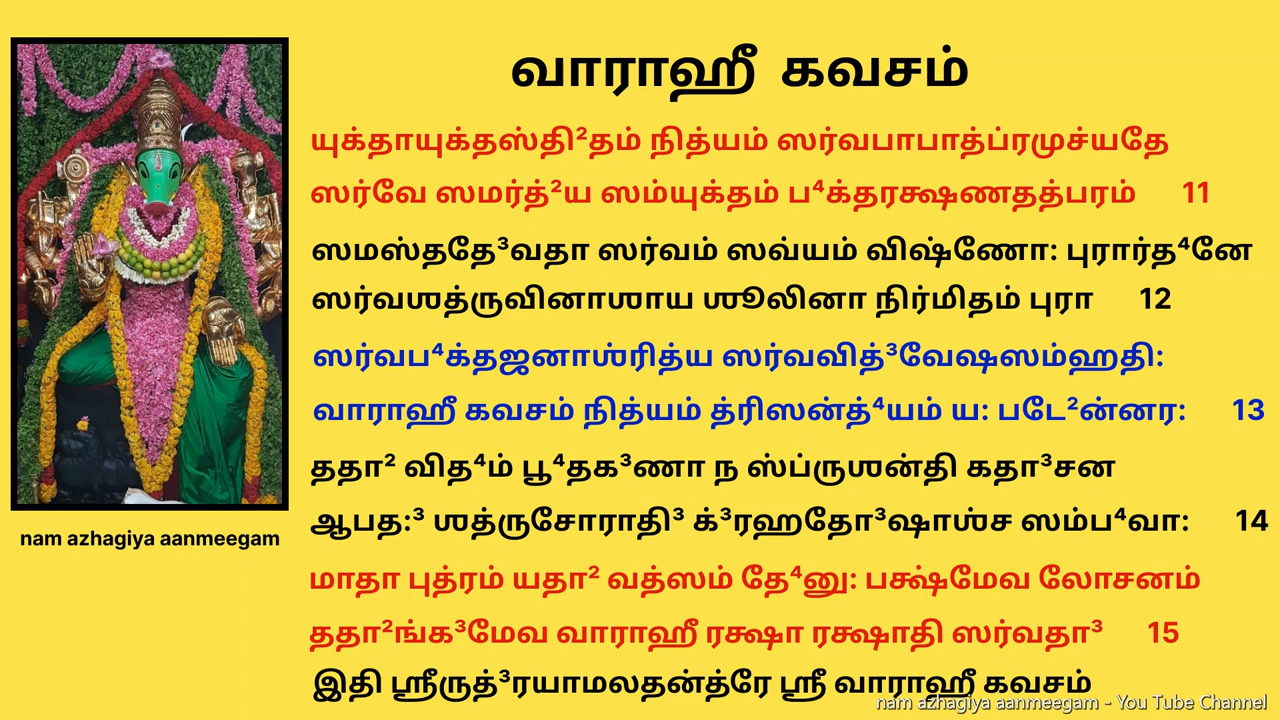 வாராஹீ கவசம்
யுக்தாயுக்தஸ்தி²தம் நித்யம் ஸர்வபாபாத்ப்ரமுச்யதே
ஸர்வே ஸமர்த்²ய ஸம்யுக்தம் ப⁴க்தரக்ஷணதத்பரம் 11
ஸமஸ்ததே³வதா ஸர்வம் ஸவ்யம் விஷ்ணோ: புரார்த⁴னே
ஸர்வஶத்ருவினாஶாய ஶூலினா நிர்மிதம் புரா 12
ஸர்வப⁴க்தஜனாஶ்ரித்ய ஸர்வவித்³வேஷஸம்ஹதி:
வாராஹீ கவசம் நித்யம் த்ரிஸன்த்⁴யம் ய: படே²ன்னர: 13
ததா² வித⁴ம் பூ⁴தக³ணா ந ஸ்ப்ருஶன்தி கதா³சன
ஆபத:³ ஶத்ருசோராதி³ க்³ரஹதோ³ஷாஶ்ச ஸம்ப⁴வா: 14
மாதா புத்ரம் யதா² வத்ஸம் தே⁴னு: பக்ஷ்மேவ லோசனம்
ததா²ங்க³மேவ வாராஹீ ரக்ஷா ரக்ஷாதி ஸர்வதா³ 15
இதி ஶ்ரீருத்³ரயாமலதன்த்ரே ஶ்ரீ வாராஹீ கவசம்
nam azhagiya aanmeegam
nam azhagiya aanmeegam - You Tube Channel